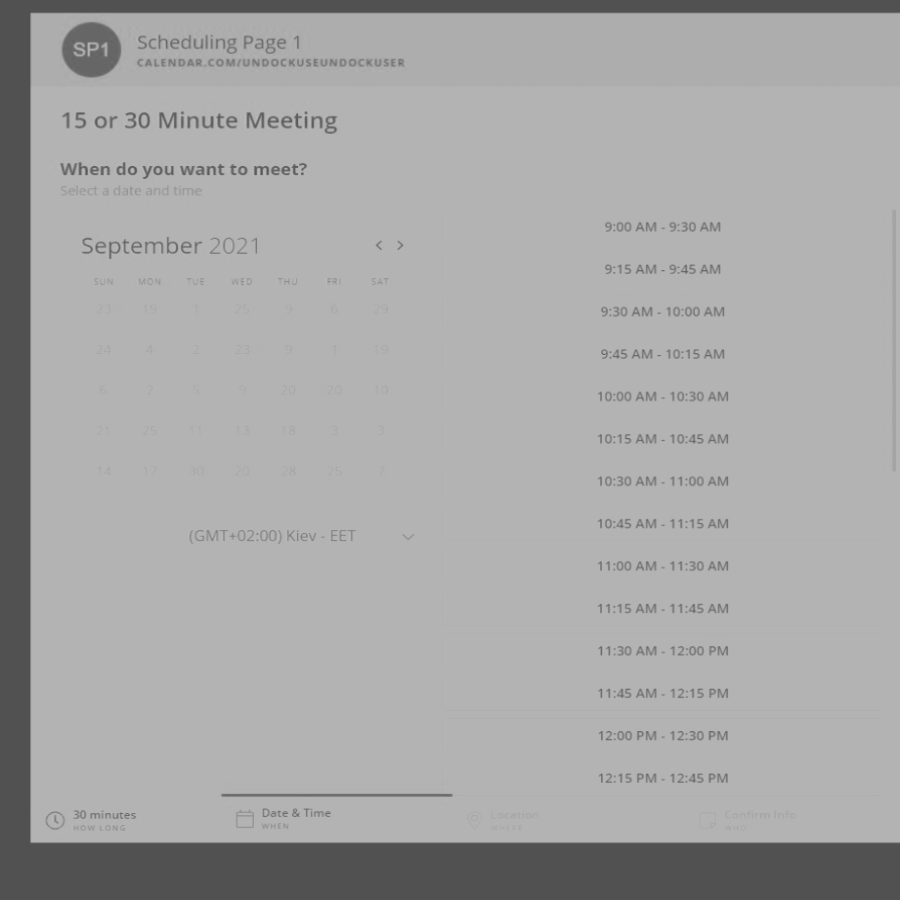 SP1
Scheduling Page 1
CALENDAR.COM/UNDOCKUSEUNDOCKUSER
15 or 30 Minute Meeting
When do you want to meet?
Select a date and time
September 2021
SUN MON TUE WED THU FRI SAT
23 19 1 25 9 6 29
24 4 2 23 9 1 19
6 2 5 9 20 20 10
21 25 11 13 18 5 3
14 17 30 20 28 25 2
(GMT+02:00) Kiev - EET
9:00 AM - 9:30 AM
9:15 AM - 9:45 AM
9:30 AM - 10:00 AM
9:45 AM - 10:15 AM
10:00 AM - 10:30 AM
10:15 AM - 10:45 AM
10:30 AM - 11:00 AM
10:45 AM - 11:15 AM
11:00 AM - 11:30 AM
11:15 AM - 11:45 AM
11:30 AM - 12:00 PM
11:45 AM - 12:15 PM
12:00 PM - 12:30 PM
12:15 PM - 12:45 PM
30 minutes
HOW LONG
Date & Time
WHEN
Location
WHERE
Confirm Info
WHO